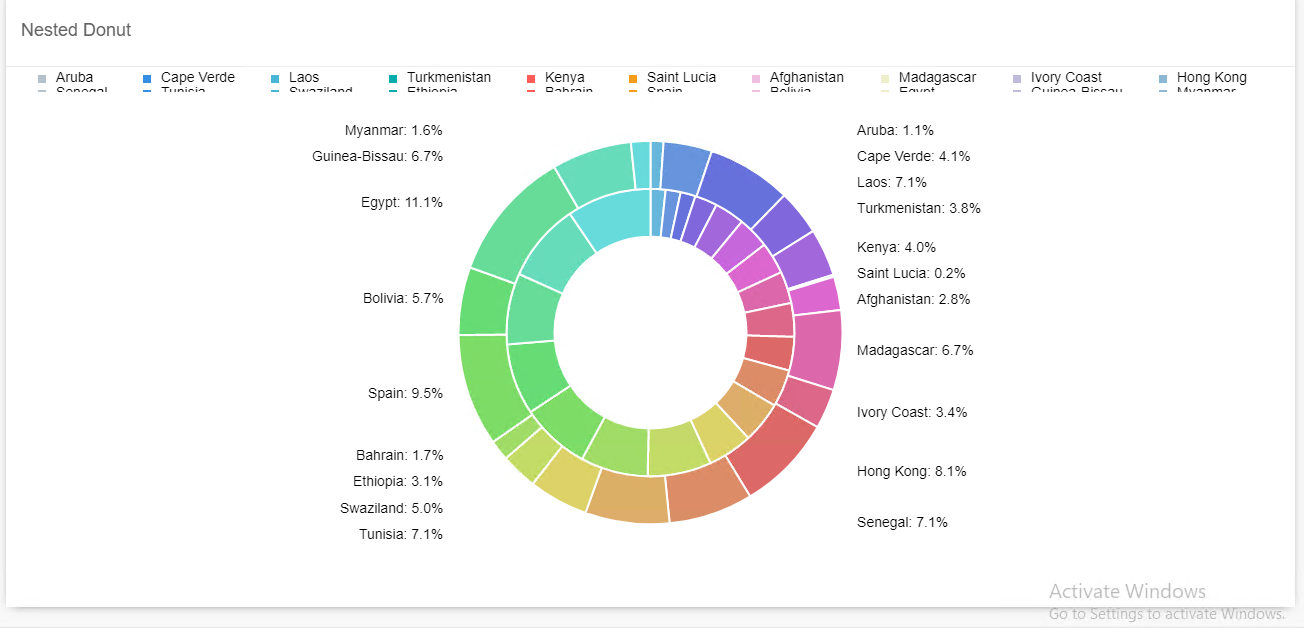 Nested Donut
Aruba Cape Verde Laos Turkmenistan Kenya Saint Lucia Afghanistan Madagascar Ivory Coast Hong Kong
Senegal Tunisia Swaziland Ethiopia Bahrain Spain Bolivia Egypt Guinea-Bissau Myanmar
Myanmar: 1.6%
Guinea-Bissau: 6.7%
Egypt: 11.1%
Bolivia: 5.7%
Spain: 9.5%
Bahrain: 1.7%
Ethiopia: 3.1%
Swaziland: 5.0%
Tunisia: 7.1%
Aruba: 1.1%
Cape Verde: 4.1%
Laos: 7.1%
Turkmenistan: 3.8%
Kenya: 4.0%
Saint Lucia: 0.2%
Afghanistan: 2.8%
Madagascar: 6.7%
Ivory Coast: 3.4%
Hong Kong: 8.1%
Senegal: 7.1%
Activate Windows
Go to Settings to activate Windows.